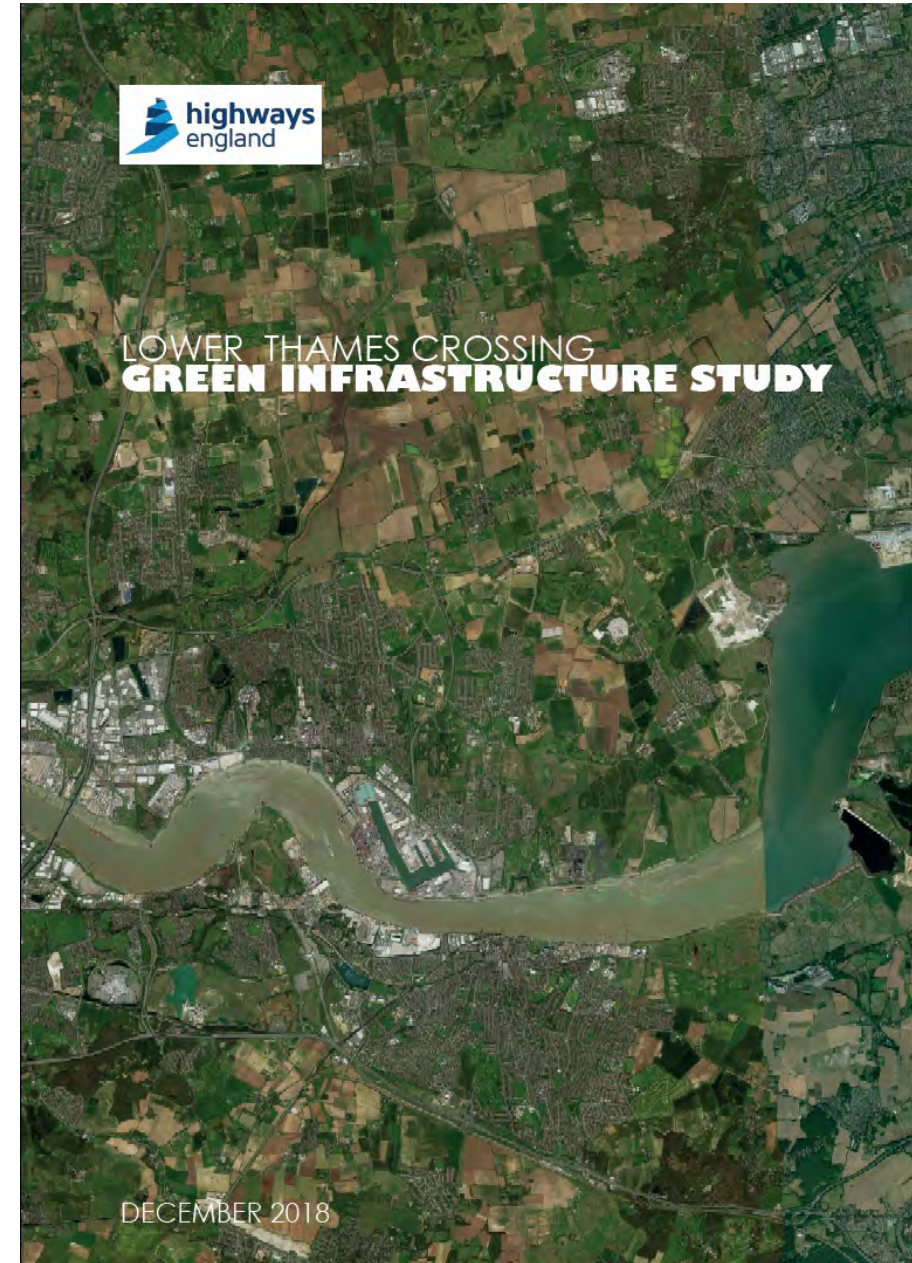 highways
england
LOWER THAMES CROSSING
GREEN INFRASTRUCTURE STUDY
DECEMBER 2018